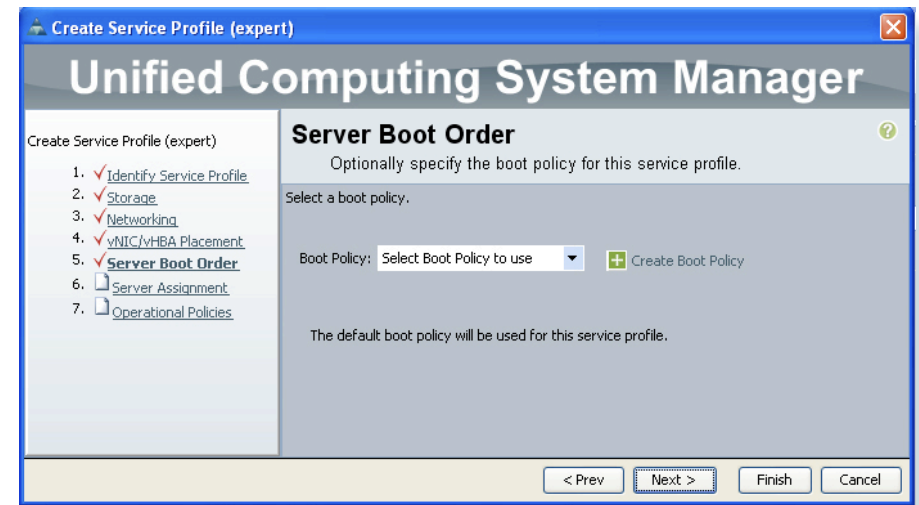 Create Service Profile (expert)
Unified Computing System Manager
Create Service Profile (expert)
1. Identify Service Profile
2. Storage
3. Networking
4. vNIC/vHBA Placement
5. Server Boot Order
6. Server Assignment
7. Operational Policies
Server Boot Order
?
Optionally specify the boot policy for this service profile.
Select a boot policy.
Boot Policy: Select Boot Policy to use
Create Boot Policy
The default boot policy will be used for this service profile.
< Prev
Next >
Finish
Cancel